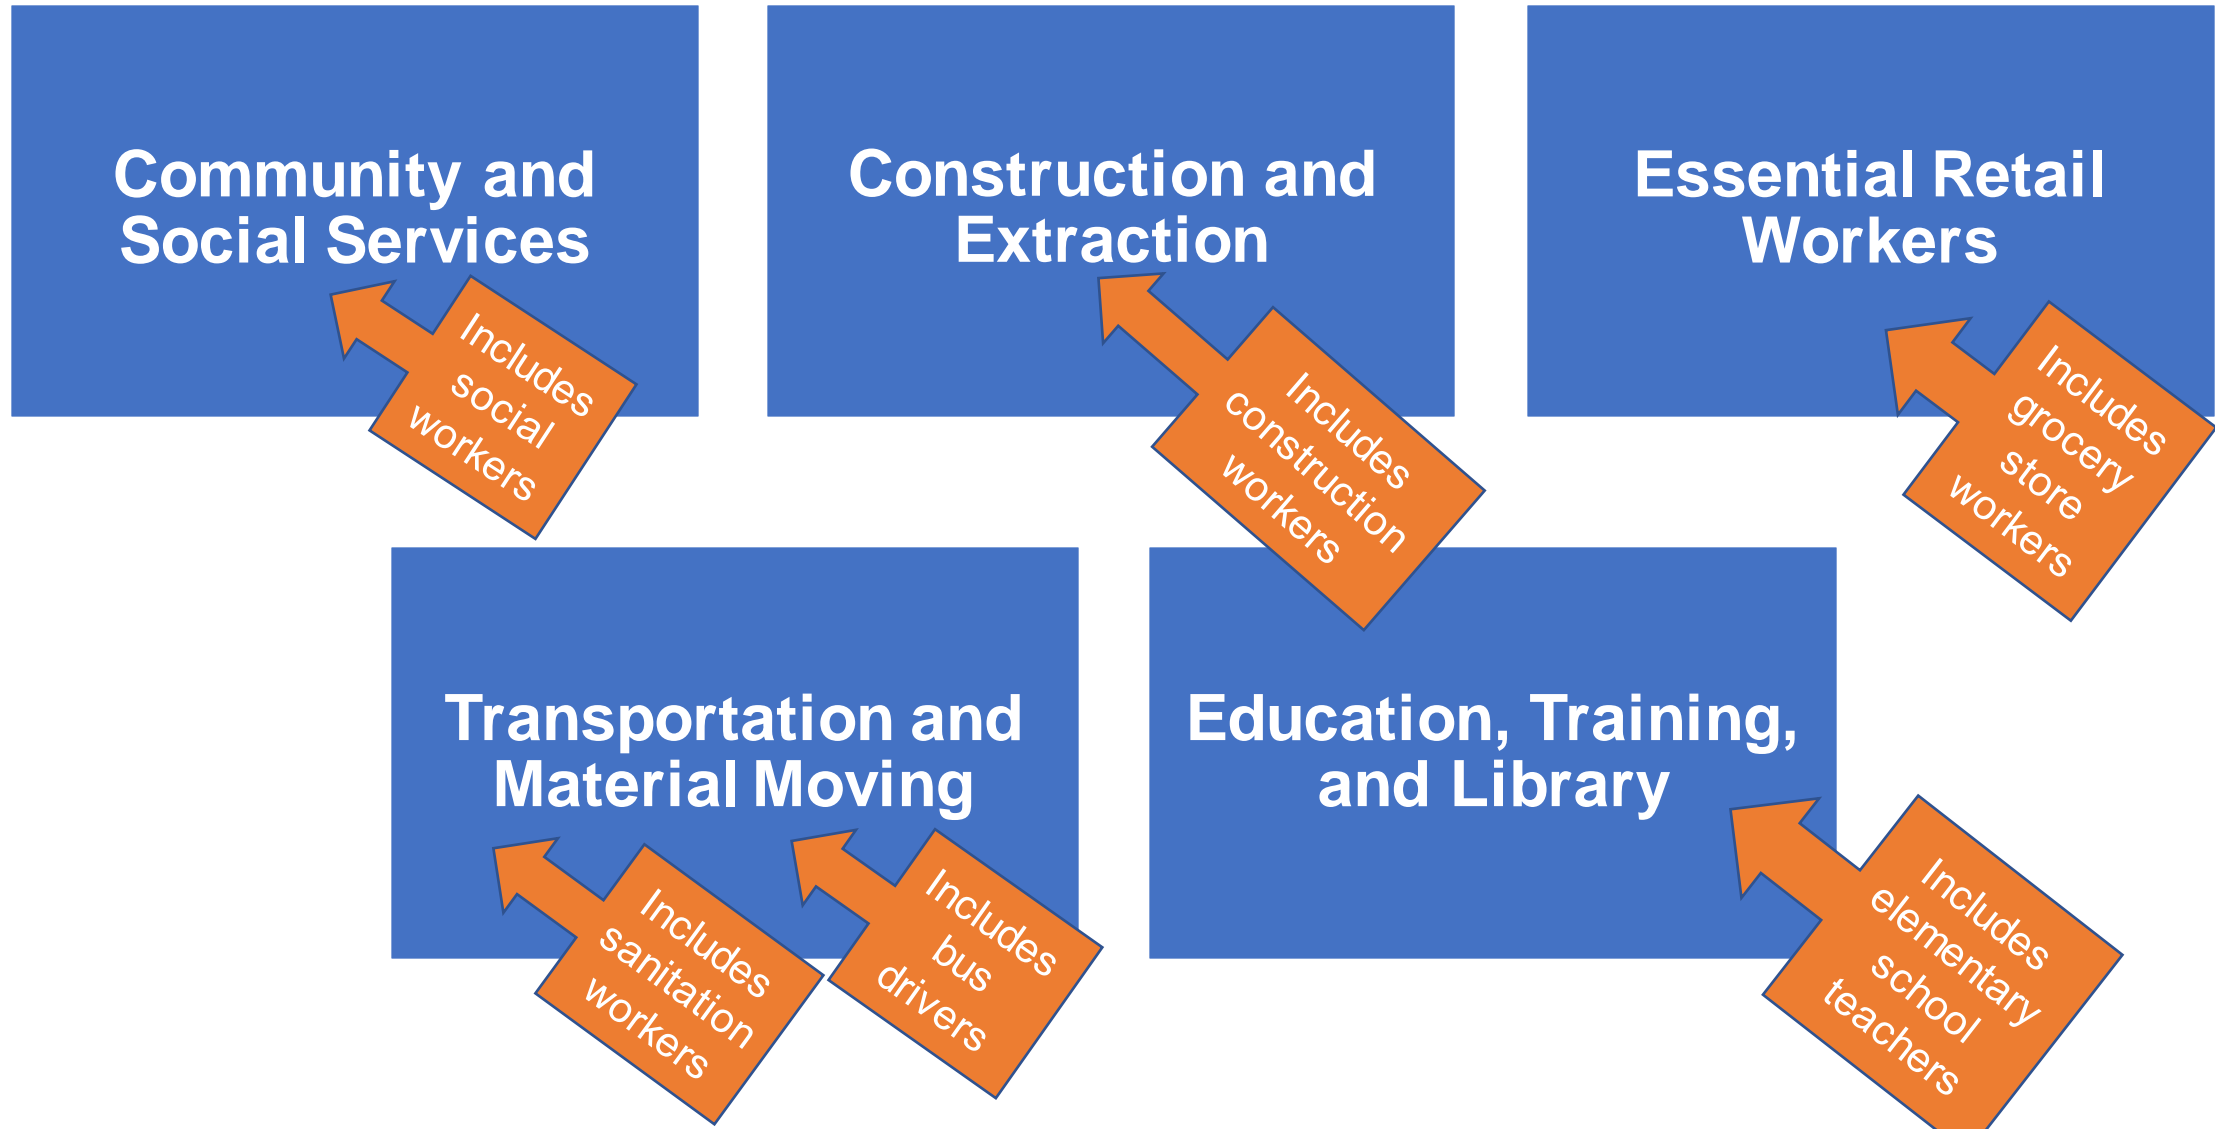 Community and
Social Services
Includes
social
workers
Construction and
Extraction
Includes
construction
workers
Essential Retail
Workers
Includes
grocery
store
workers
Transportation and
Material Moving
Includes
sanitation
workers
Includes
bus
drivers
Education, Training,
and Library
Includes
elementary
school
teachers